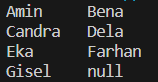 Amin Bena
Candra Dela
Eka Farhan
Gisel null